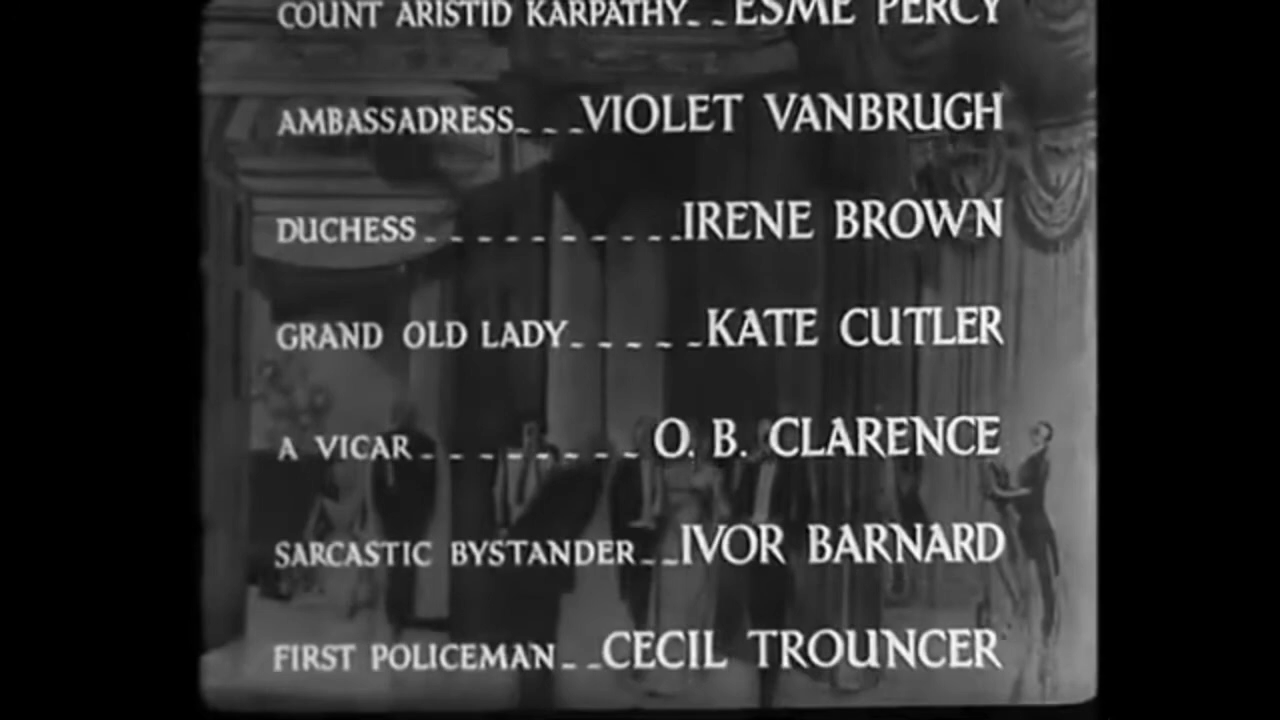 COUNT ARISTID KARPATHY__ESME PERCY
AMBASSADRESS___VIOLET VANBRUGH
DUCHESS__________IRENE BROWN
GRAND OLD LADY_____KATE CUTLER
A VICAR_________O. B. CLARENCE
SARCASTIC BYSTANDER__IVOR BARNARD
FIRST POLICEMAN__CECIL TROUNCER